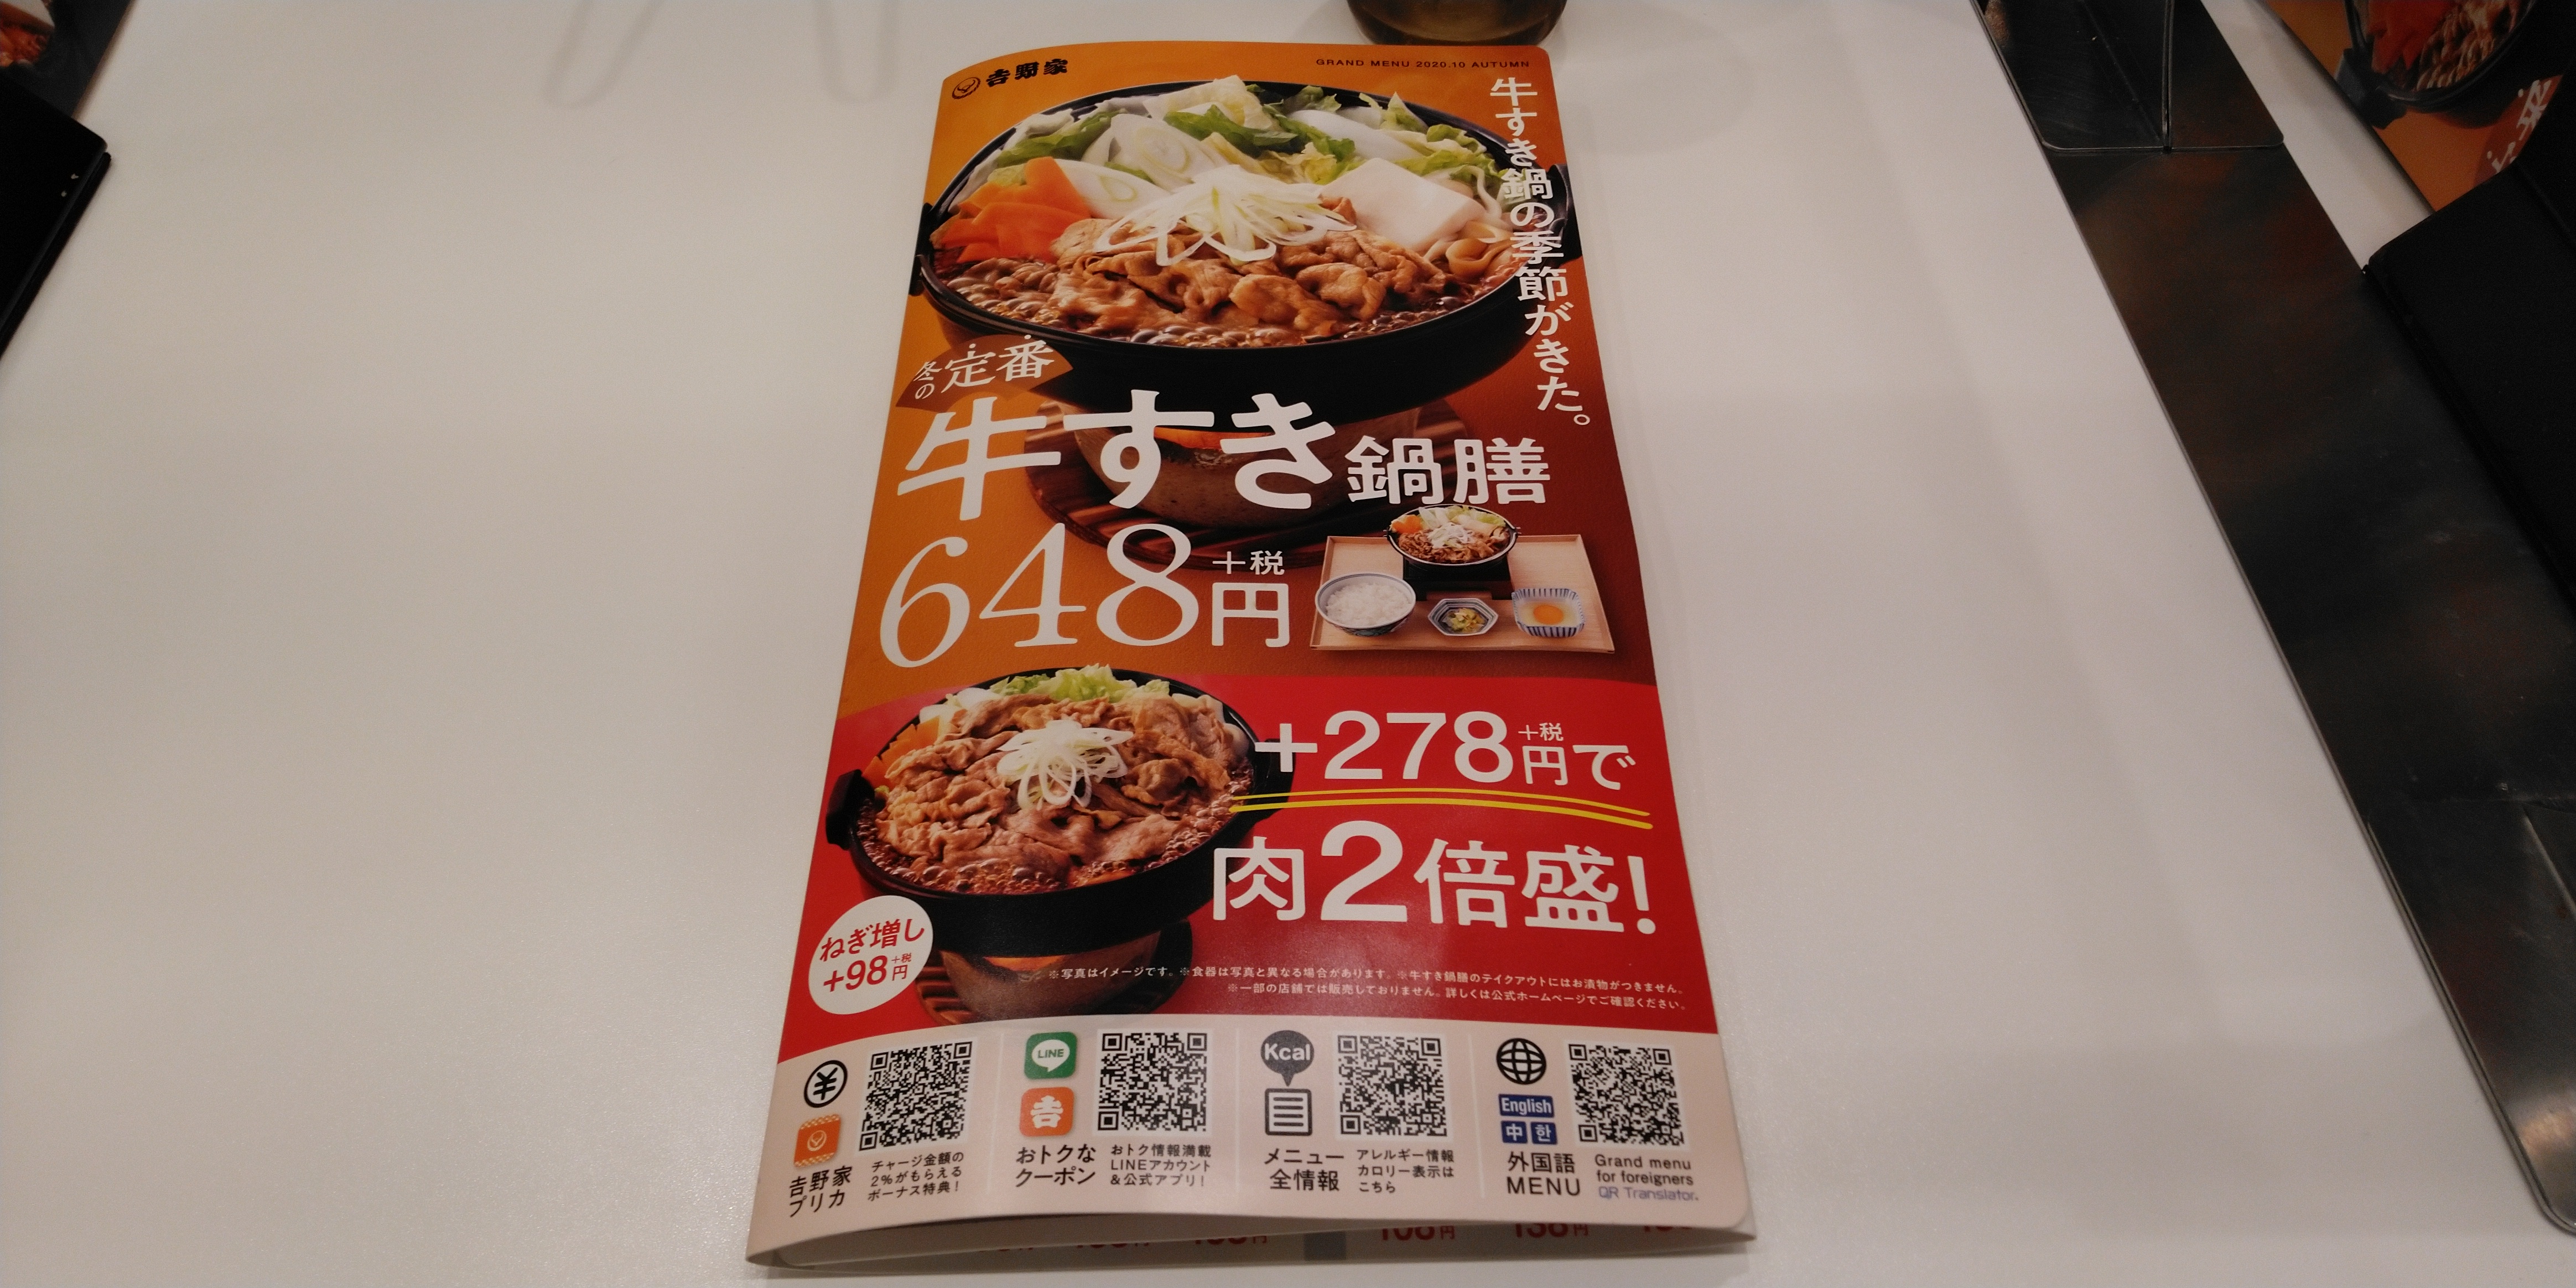 吉野家
GRAND MENU 2020.10 AUTUMN
牛すき鍋の季節がきた。
冬の定番
牛すき鍋膳
648円+税
+278円+税で
肉2倍盛!
ねぎ増し
+98円+税
※写真はイメージです。※食器は写真と異なる場合があります。※牛すき鍋膳のテイクアウトにはお漬物がつきません。
※一部の店舗では販売しておりません。詳しくは公式ホームページでご確認ください。
¥
吉野家
プリカ
チャージ金額の
2%がもらえる
ボーナス特典!
LINE
吉
おトクな
クーポン
おトク情報満載
LINEアカウント
&公式アプリ!
Kcal
メニュー
全情報
アレルギー情報
カロリー表示は
こちら
English
中 한
外国語
MENU
Grand menu
for foreigners
QR Translator.
108円
138円